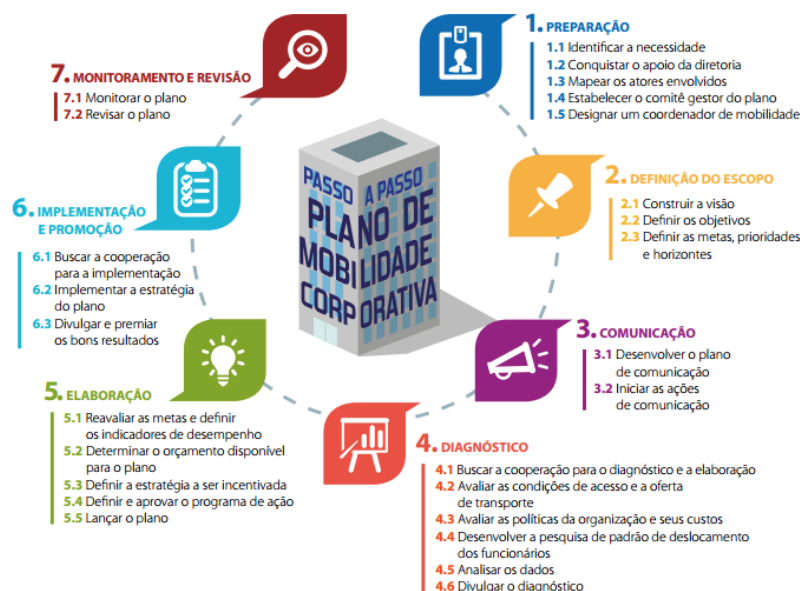 1. PREPARAÇÃO
1.1 Identificar a necessidade
1.2 Conquistar o apoio da diretoria
1.3 Mapear os atores envolvidos
1.4 Estabelecer o comitê gestor do plano
1.5 Designar um coordenador de mobilidade
2. DEFINIÇÃO DO ESCOPO
2.1 Construir a visão
2.2 Definir os objetivos
2.3 Definir as metas, prioridades
e horizontes
3. COMUNICAÇÃO
3.1 Desenvolver o plano
de comunicação
3.2 Iniciar as ações
de comunicação
4. DIAGNÓSTICO
4.1 Buscar a cooperação para o diagnóstico e a elaboração
4.2 Avaliar as condições de acesso e a oferta
de transporte
4.3 Avaliar as políticas da organização e seus custos
4.4 Desenvolver a pesquisa de padrão de deslocamento
dos funcionários
4.5 Analisar os dados
4.6 Divulgar o diagnóstico
5. ELABORAÇÃO
5.1 Reavaliar as metas e definir
os indicadores de desempenho
5.2 Determinar o orçamento disponível
para o plano
5.3 Definir a estratégia a ser incentivada
5.4 Definir e aprovar o programa de ação
5.5 Lançar o plano
6. IMPLEMENTAÇÃO
E PROMOÇÃO
6.1 Buscar a cooperação
para a implementação
6.2 Implementar a estratégia
do plano
6.3 Divulgar e premiar
os bons resultados
7. MONITORAMENTO E REVISÃO
7.1 Monitorar o plano
7.2 Revisar o plano
PASSO A PASSO
PLANO DE
MOBILIDADE
CORPORATIVA